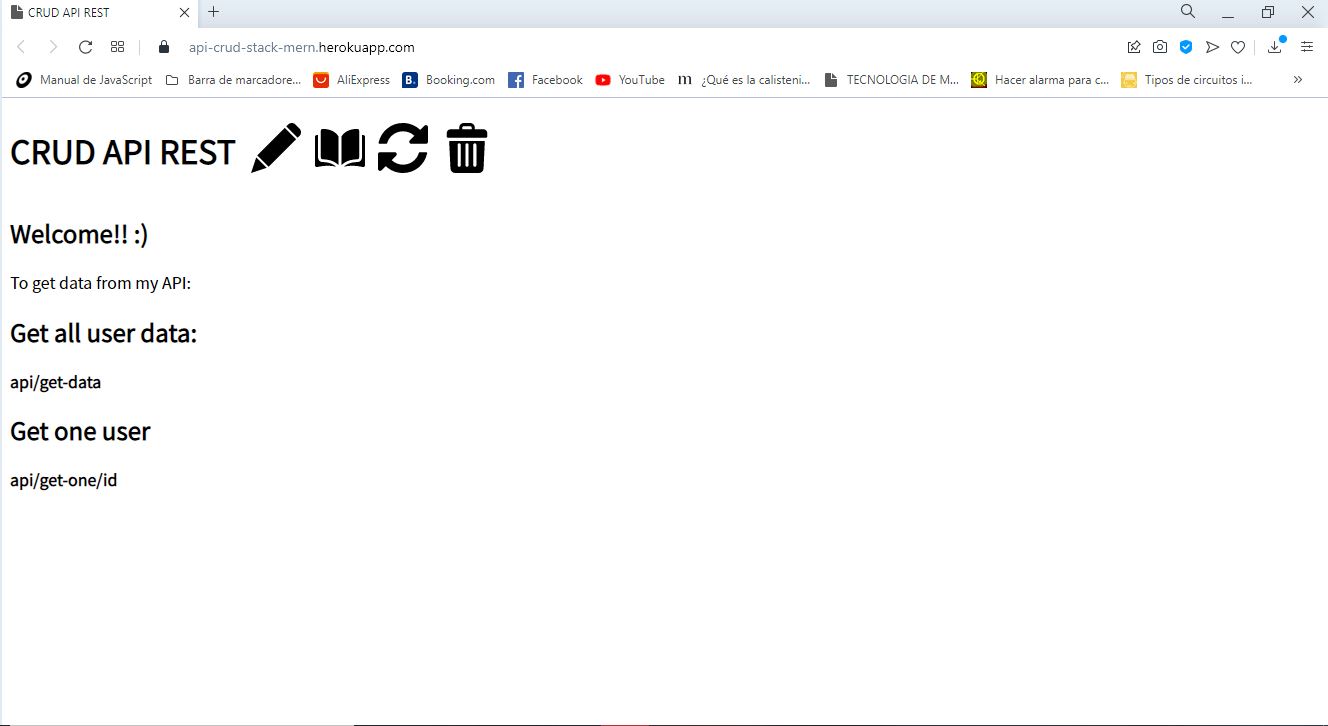 CRUD API REST
api-crud-stack-mern.herokuapp.com
Manual de JavaScript Barra de marcadore... AliExpress B. Booking.com Facebook YouTube m ¿Qué es la calisteni... TECNOLOGIA DE M... Hacer alarma para c... Tipos de circuitos i... »
CRUD API REST
Welcome!! :)
To get data from my API:
Get all user data:
api/get-data
Get one user
api/get-one/id